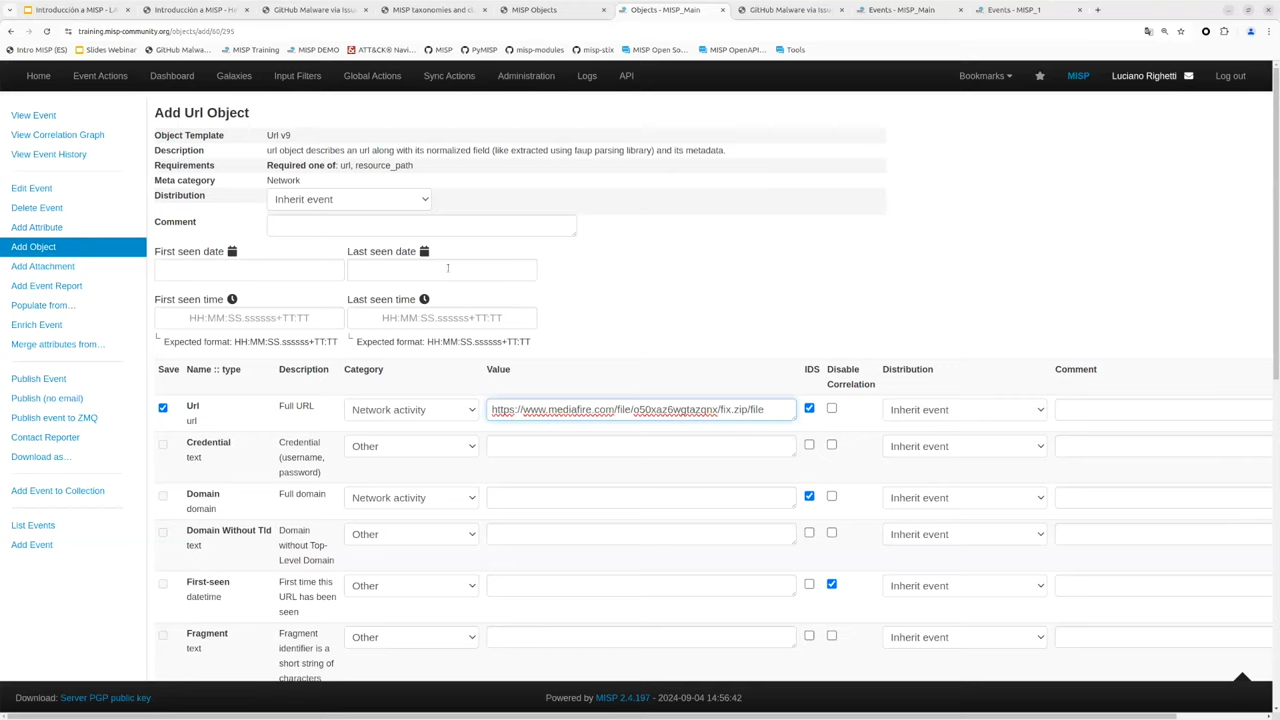 Introducción a MISP - LA
Introducción a MISP - He
GitHub Malware via Issu
MISP taxonomies and cl
MISP Objects
Objects - MISP_Main
GitHub Malware via Issu
Events - MISP_Main
Events - MISP_1
training.misp-community.org/objects/add/60/295
Intro MISP (ES)
Slides Webinar
GitHub Malwa...
MISP Training
MISP DEMO
ATT&CK® Navi...
MISP
PyMISP
misp-modules
misp-stix
MISP Open So...
MISP OpenAPI...
Tools
Home
Event Actions
Dashboard
Galaxies
Input Filters
Global Actions
Sync Actions
Administration
Logs
API
Bookmarks
MISP
Luciano Righetti
Log out
View Event
View Correlation Graph
View Event History
Edit Event
Delete Event
Add Attribute
Add Object
Add Attachment
Add Event Report
Populate from...
Enrich Event
Merge attributes from...
Publish Event
Publish (no email)
Publish event to ZMQ
Contact Reporter
Download as...
Add Event to Collection
List Events
Add Event
Add Url Object
Object Template Url v9
Description url object describes an url along with its normalized field (like extracted using faup parsing library) and its metadata.
Requirements Required one of: url, resource_path
Meta category Network
Distribution Inherit event
Comment
First seen date Last seen date
First seen time Last seen time
HH:MM:SS.ssssss+TT:TT HH:MM:SS.ssssss+TT:TT
Expected format: HH:MM:SS.ssssss+TT:TT Expected format: HH:MM:SS.ssssss+TT:TT
Save Name :: type Description Category Value IDS Disable Correlation Distribution Comment
Url
url
Full URL
Network activity
https://www.mediafire.com/file/o50xaz6wgtazqnx/fix.zip/file
Inherit event
Credential
text
Credential
(username,
password)
Other
Inherit event
Domain
domain
Full domain
Network activity
Inherit event
Domain Without Tld
text
Domain
without Top-
Level Domain
Other
Inherit event
First-seen
datetime
First time this
URL has been
seen
Other
Inherit event
Fragment
text
Fragment
identifier is a
short string of
characters
Other
Inherit event
Download: Server PGP public key
Powered by MISP 2.4.197 - 2024-09-04 14:56:42